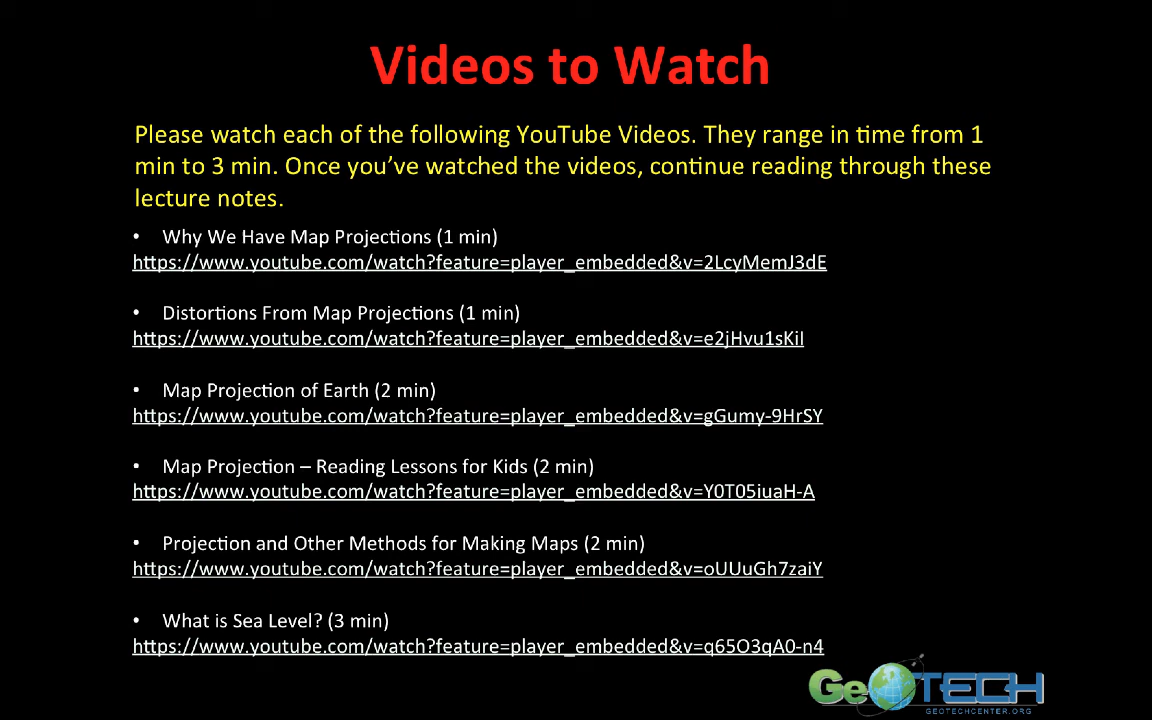 Videos to Watch
Please watch each of the following YouTube Videos. They range in time from 1
min to 3 min. Once you’ve watched the videos, continue reading through these
lecture notes.
• Why We Have Map Projections (1 min)
https://www.youtube.com/watch?feature=player_embedded&v=2LcyMemJ3dE
• Distortions From Map Projections (1 min)
https://www.youtube.com/watch?feature=player_embedded&v=e2jHvu1sKiI
• Map Projection of Earth (2 min)
https://www.youtube.com/watch?feature=player_embedded&v=gGumy-9HrSY
• Map Projection – Reading Lessons for Kids (2 min)
https://www.youtube.com/watch?feature=player_embedded&v=Y0T05iuaH-A
• Projection and Other Methods for Making Maps (2 min)
https://www.youtube.com/watch?feature=player_embedded&v=oUUuGh7zaiY
• What is Sea Level? (3 min)
https://www.youtube.com/watch?feature=player_embedded&v=q65O3qA0-n4
GeoTECH
GEOTECHCENTER.ORG